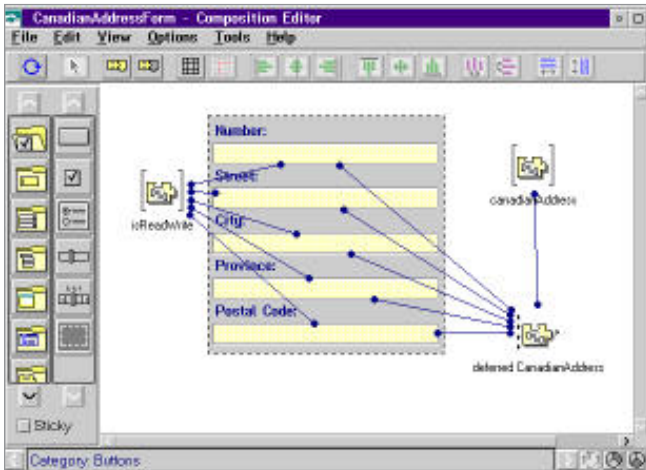 CanadianAddressForm - Composition Editor
File Edit View Options Tools Help
Number:
Street:
City:
Province:
Postal Code:
isReadWrite
canadianAddress
deferred CanadianAddress
Sticky
Category: Buttons